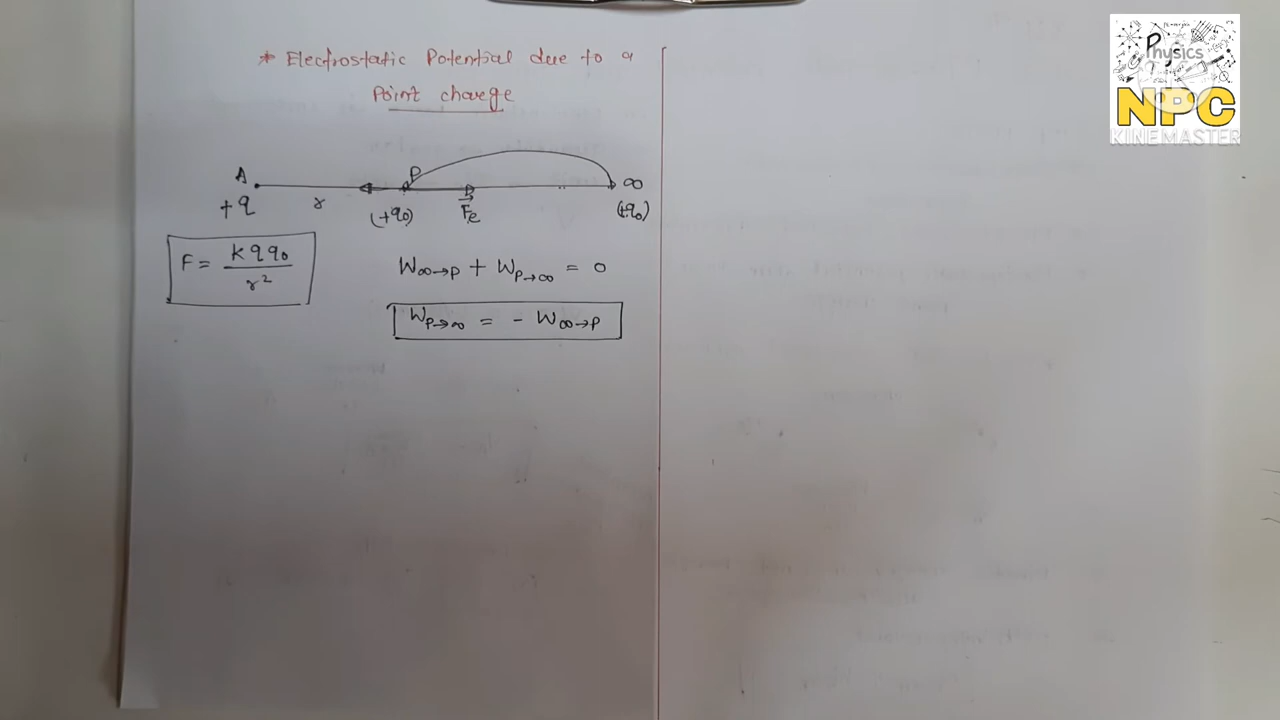 * Electrostatic Potential due to a
Point charge
A P ∞
+q r (+q₀) F⃗e (+q₀)
F = kqq₀/r²
W∞→P + WP→∞ = 0
WP→∞ = - W∞→P
Physics
NPC
KINEMASTER